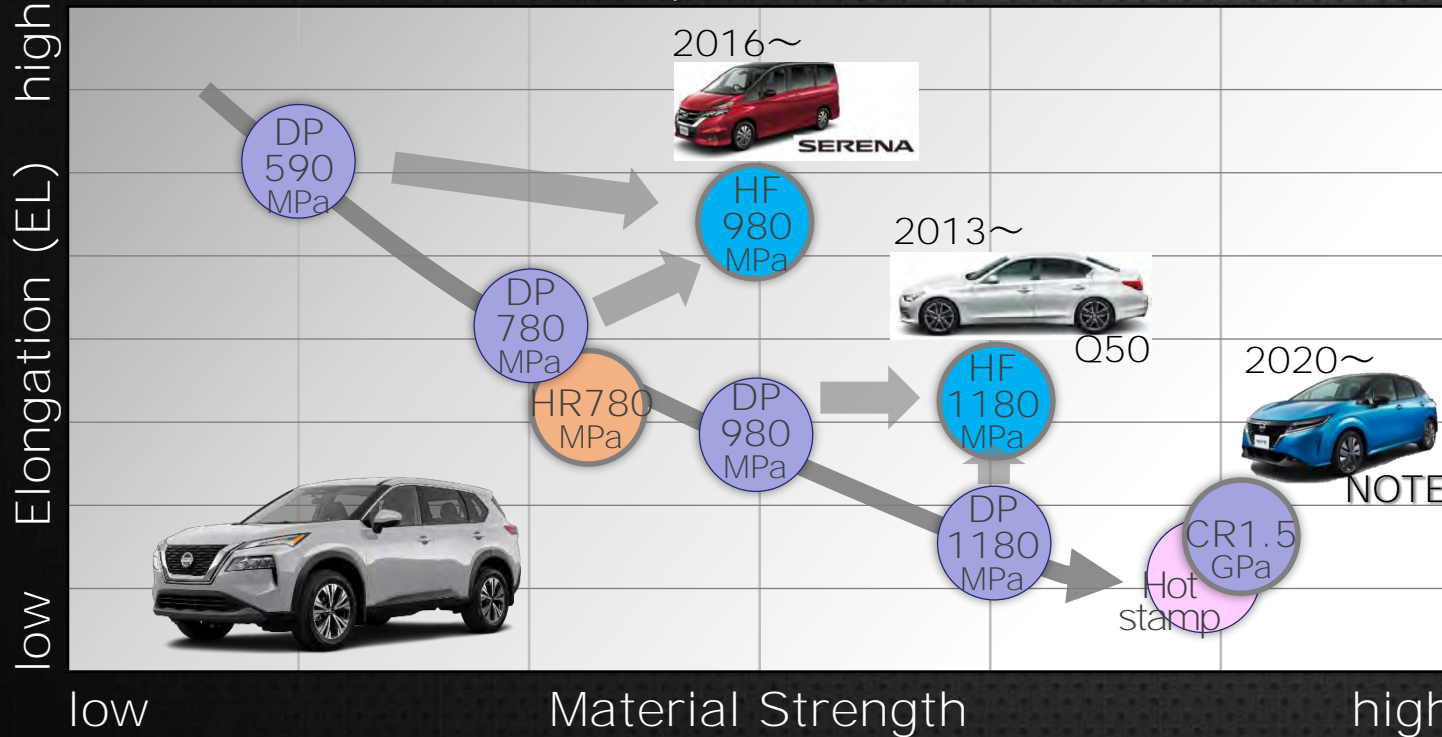 high
Elongation (EL)
low
2016～
SERENA
DP
590
MPa
HF
980
MPa
2013～
Q50
DP
780
MPa
HR780
MPa
DP
980
MPa
HF
1180
MPa
2020～
NOTE
DP
1180
MPa
CR1.5
GPa
Hot
stamp
low
Material Strength
high